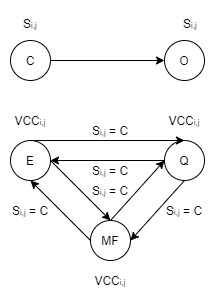 Si,j Si,j
C O
VCCi,j VCCi,j
Si,j = C
E Q
Si,j = C
Si,j = C
Si,j = C Si,j = C
MF
VCCi,j